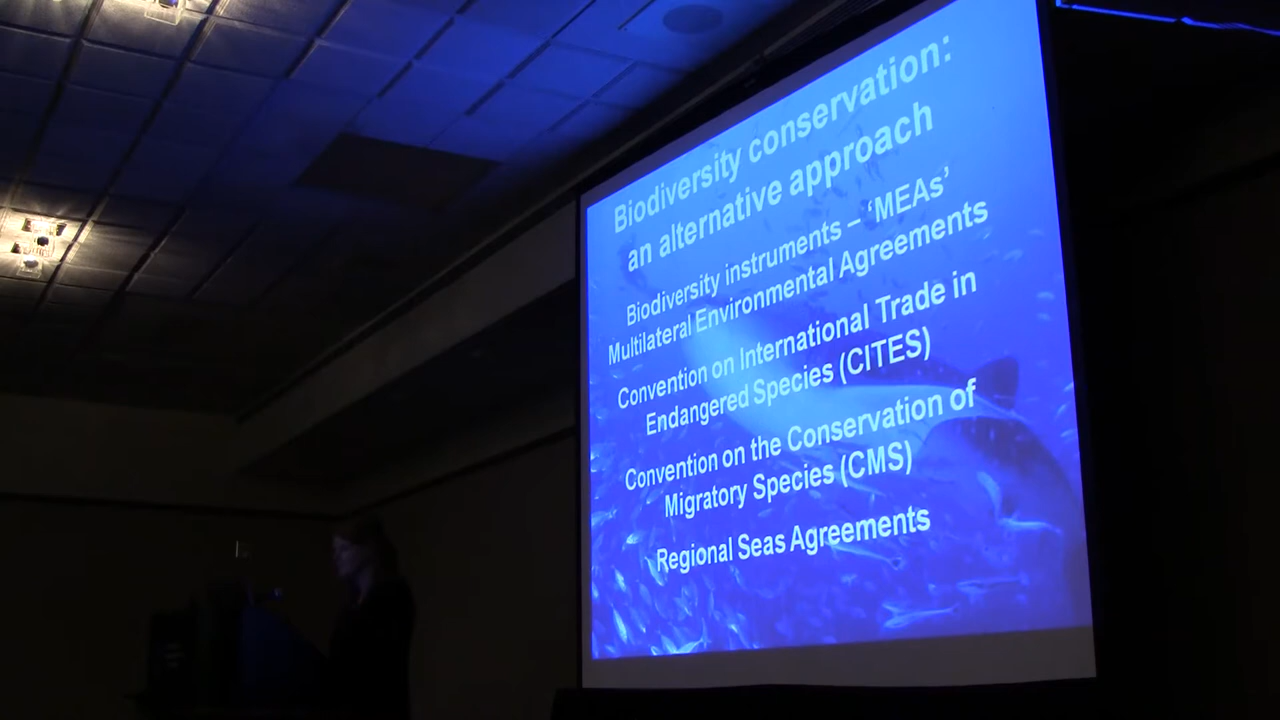 Biodiversity conservation:
an alternative approach
Biodiversity instruments – ‘MEAs’
Multilateral Environmental Agreements
Convention on International Trade in
Endangered Species (CITES)
Convention on the Conservation of
Migratory Species (CMS)
Regional Seas Agreements